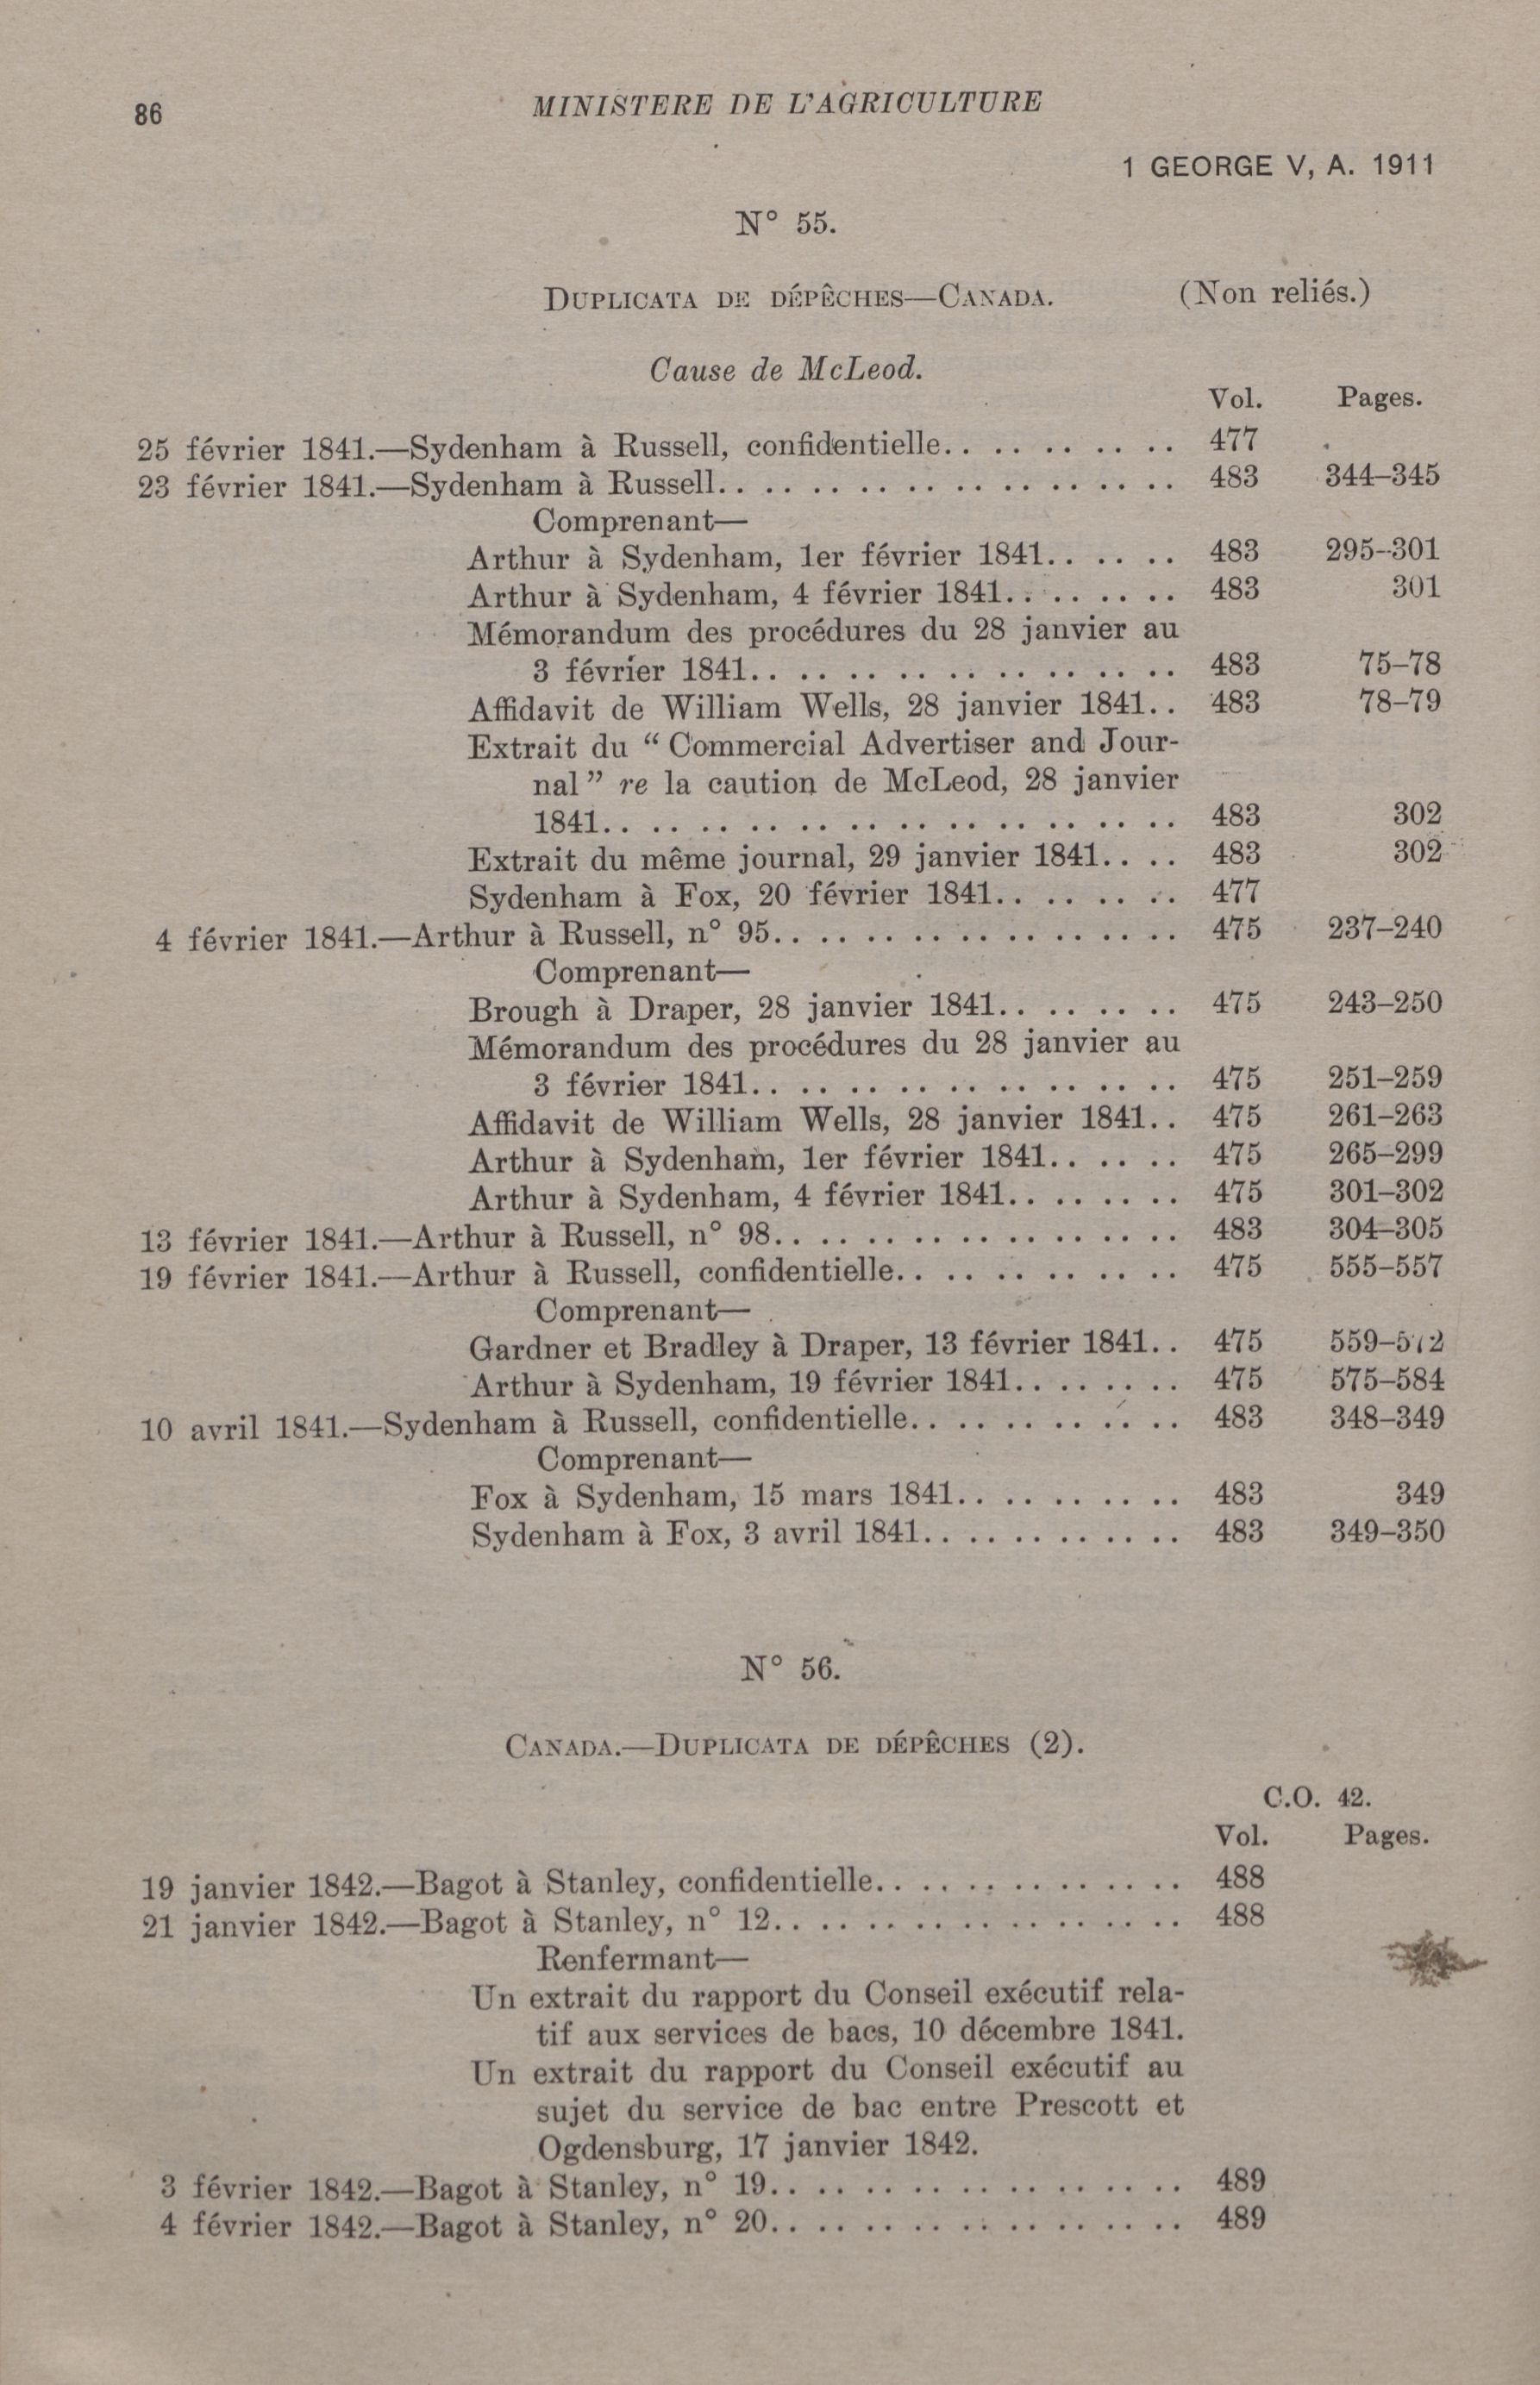 86
MINISTERE DE L'AGRICULTURE
1 GEORGE V, A. 1911
N° 55.
DUPLICATA DE DÉPÊCHES—CANADA. (Non reliés.)
Cause de McLeod.
Vol. Pages.
25 février 1841.—Sydenham à Russell, confidentielle.. .. .. .. .. 477
23 février 1841.—Sydenham à Russell.. .. .. .. .. .. .. .. .. .. 483 344–345
Comprenant—
Arthur à Sydenham, 1er février 1841.. .. .. 483 295–301
Arthur à Sydenham, 4 février 1841.. .. .. .. 483 301
Mémorandum des procédures du 28 janvier au
3 février 1841.. .. .. .. .. .. .. .. .. 483 75–78
Affidavit de William Wells, 28 janvier 1841.. 483 78–79
Extrait du “ Commercial Advertiser and Jour-
nal ” re la caution de McLeod, 28 janvier
1841.. .. .. .. .. .. .. .. .. .. .. .. 483 302
Extrait du même journal, 29 janvier 1841.. .. 483 302
Sydenham à Fox, 20 février 1841.. .. .. .. 477
4 février 1841.—Arthur à Russell, n° 95.. .. .. .. .. .. .. .. .. 475 237–240
Comprenant—
Brough à Draper, 28 janvier 1841.. .. .. .. 475 243–250
Mémorandum des procédures du 28 janvier au
3 février 1841.. .. .. .. .. .. .. .. .. 475 251–259
Affidavit de William Wells, 28 janvier 1841.. 475 261–263
Arthur à Sydenham, 1er février 1841.. .. .. 475 265–299
Arthur à Sydenham, 4 février 1841.. .. .. .. 475 301–302
13 février 1841.—Arthur à Russell, n° 98.. .. .. .. .. .. .. .. .. 483 304–305
19 février 1841.—Arthur à Russell, confidentielle.. .. .. .. .. .. 475 555–557
Comprenant—
Gardner et Bradley à Draper, 13 février 1841.. 475 559–572
Arthur à Sydenham, 19 février 1841.. .. .. .. 475 575–584
10 avril 1841.—Sydenham à Russell, confidentielle.. .. .. .. .. .. 483 348–349
Comprenant—
Fox à Sydenham, 15 mars 1841.. .. .. .. .. 483 349
Sydenham à Fox, 3 avril 1841.. .. .. .. .. .. 483 349–350
N° 56.
CANADA.—DUPLICATA DE DÉPÊCHES (2).
C.O. 42.
Vol. Pages.
19 janvier 1842.—Bagot à Stanley, confidentielle.. .. .. .. .. .. .. 488
21 janvier 1842.—Bagot à Stanley, n° 12.. .. .. .. .. .. .. .. .. 488
Renfermant—
Un extrait du rapport du Conseil exécutif rela-
tif aux services de bacs, 10 décembre 1841.
Un extrait du rapport du Conseil exécutif au
sujet du service de bac entre Prescott et
Ogdensburg, 17 janvier 1842.
3 février 1842.—Bagot à Stanley, n° 19.. .. .. .. .. .. .. .. .. 489
4 février 1842.—Bagot à Stanley, n° 20.. .. .. .. .. .. .. .. .. 489